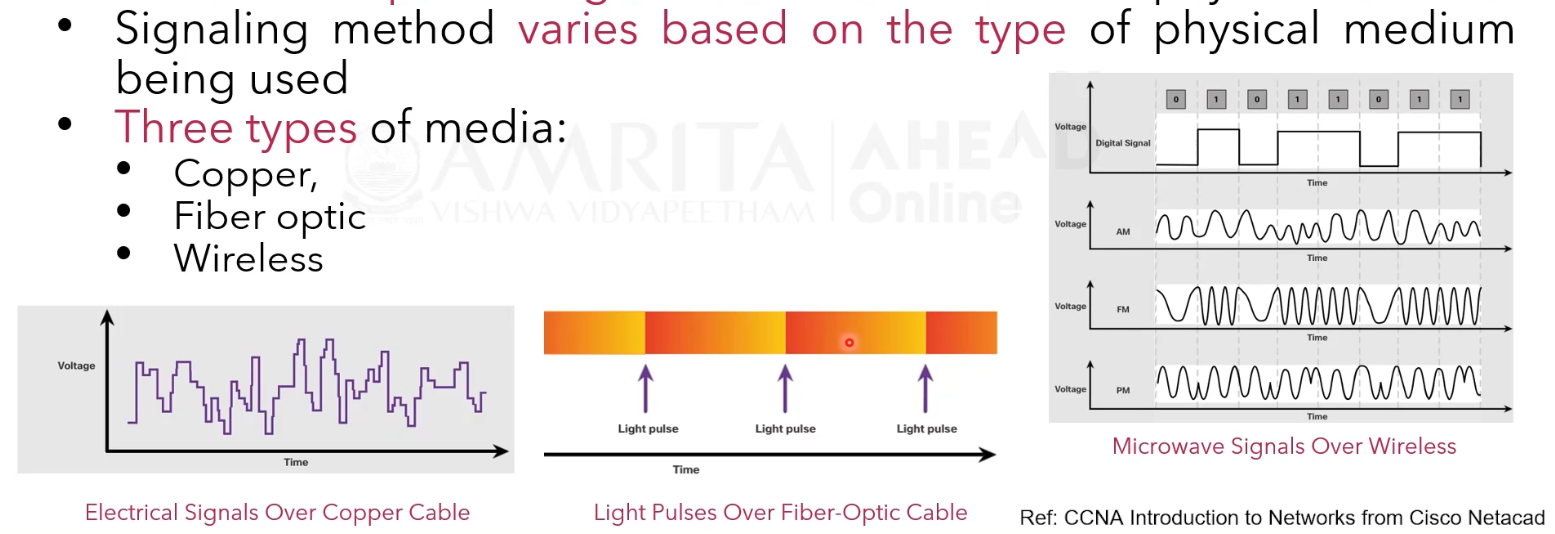 • Signaling method varies based on the type of physical medium
being used
• Three types of media:
• Copper,
• Fiber optic
• Wireless
AMRITA AHEAD
VISHWA VIDYAPEETHAM Online
Voltage
Time
Electrical Signals Over Copper Cable
Light pulse Light pulse Light pulse
Time
Light Pulses Over Fiber-Optic Cable
0 1 0 1 1 0 1 1
Voltage
Digital Signal
Time
Voltage
AM
Time
Voltage
FM
Time
Voltage
PM
Time
Microwave Signals Over Wireless
Ref: CCNA Introduction to Networks from Cisco Netacad